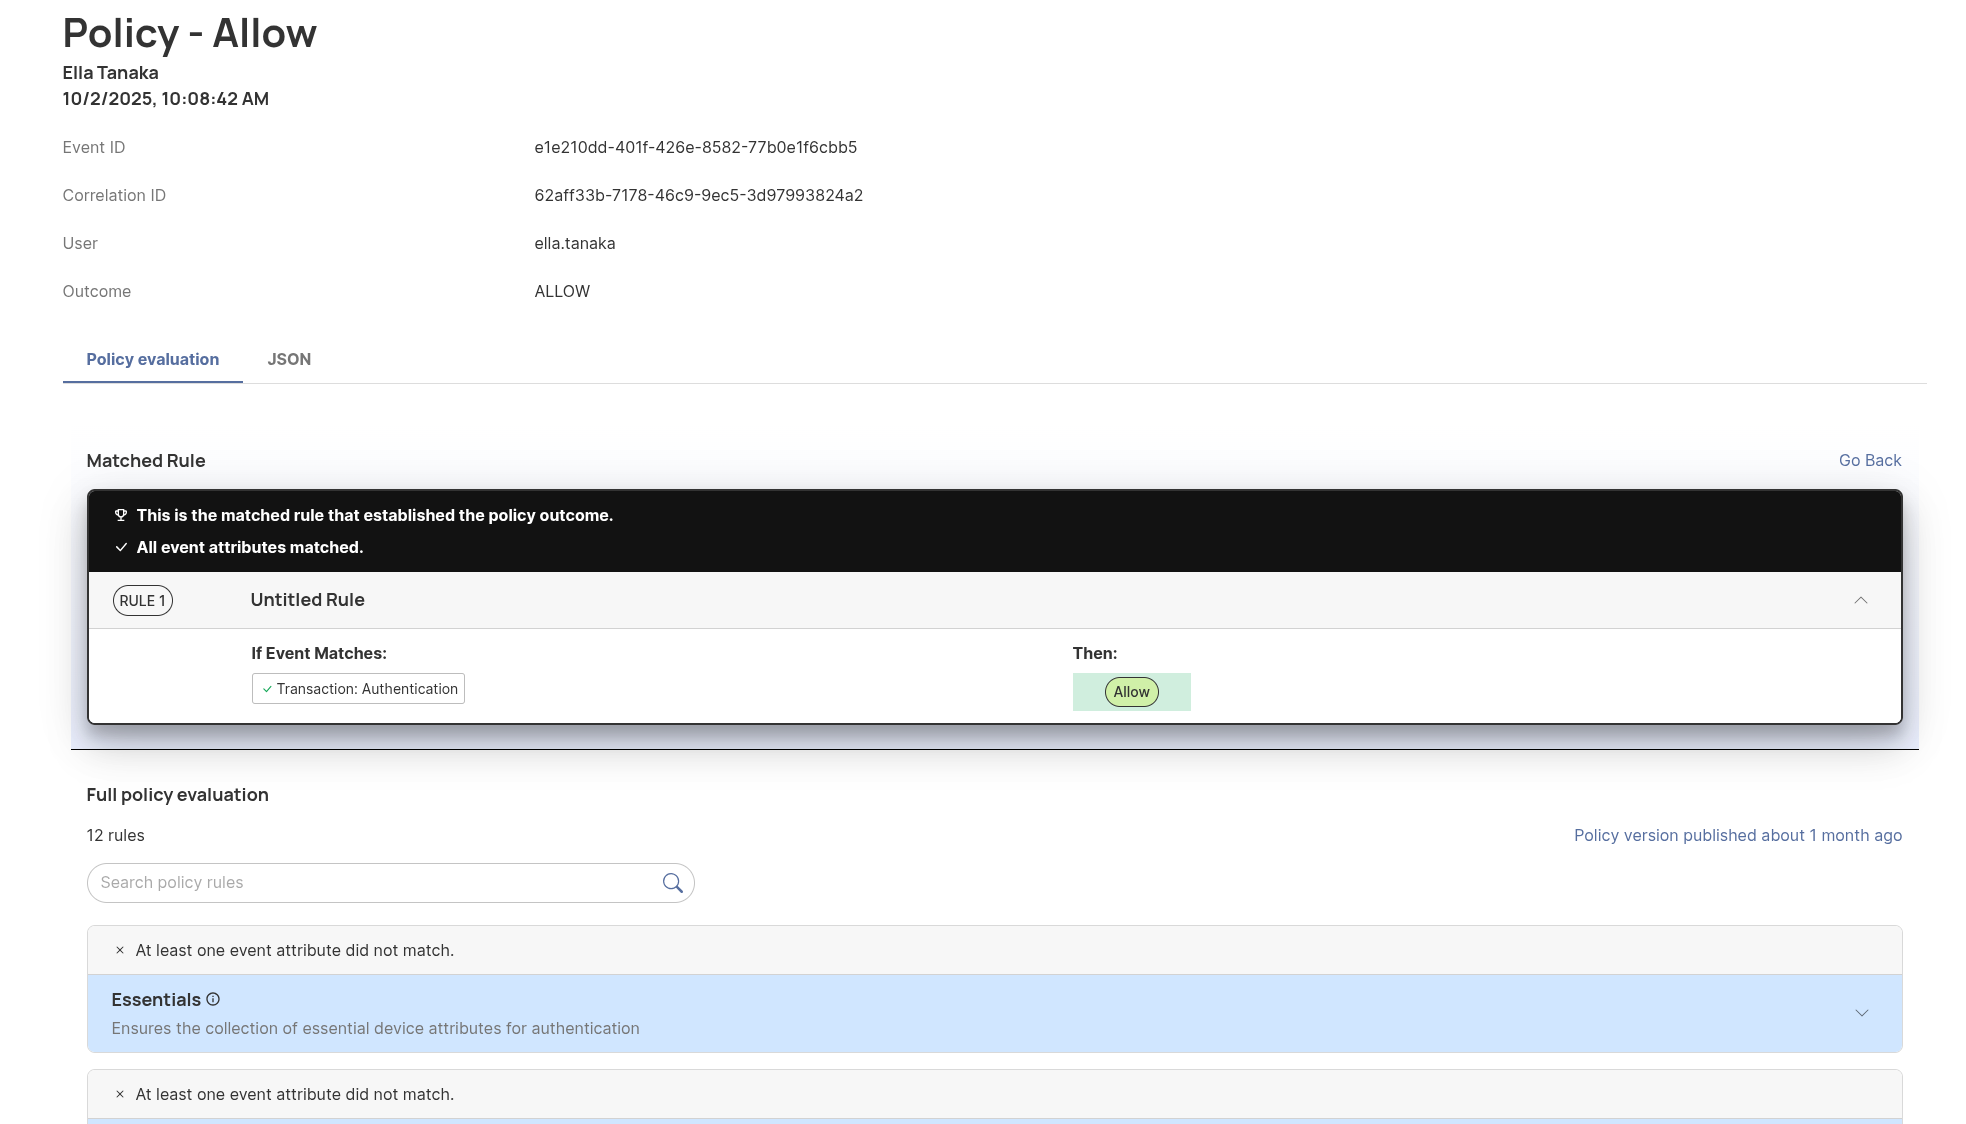 Policy - Allow
Ella Tanaka
10/2/2025, 10:08:42 AM
Event ID e1e210dd-401f-426e-8582-77b0e1f6cbb5
Correlation ID 62aff33b-7178-46c9-9ec5-3d97993824a2
User ella.tanaka
Outcome ALLOW
Policy evaluation JSON
Matched Rule Go Back
This is the matched rule that established the policy outcome.
All event attributes matched.
RULE 1 Untitled Rule
If Event Matches: Then:
Transaction: Authentication Allow
Full policy evaluation
12 rules Policy version published about 1 month ago
Search policy rules
At least one event attribute did not match.
Essentials
Ensures the collection of essential device attributes for authentication
At least one event attribute did not match.